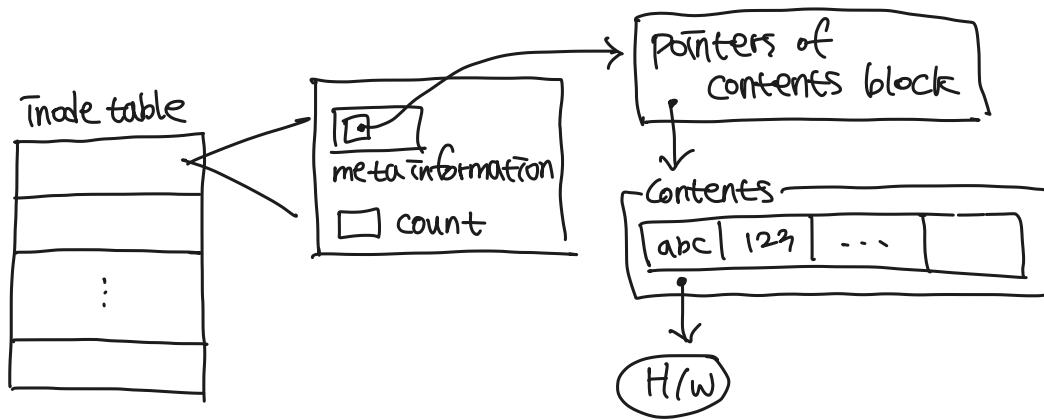 inode table
meta information
count
pointers of
contents block
contents
abc 123 ...
H/W